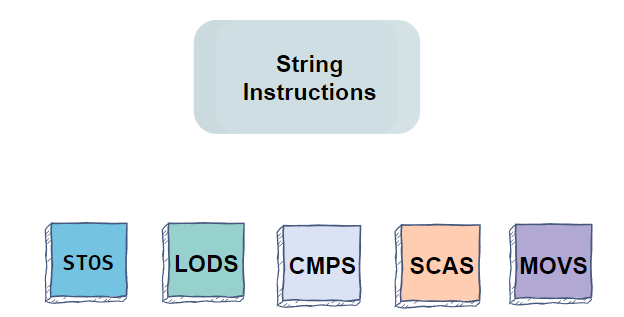 String
Instructions
STOS
LODS
CMPS
SCAS
MOVS